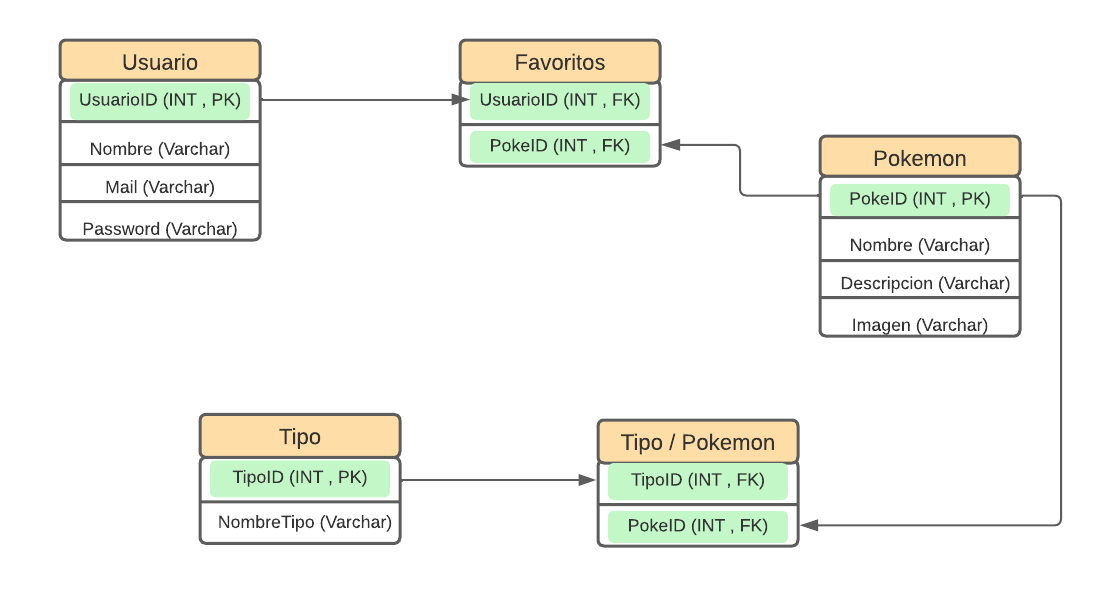 Usuario
UsuarioID (INT , PK)
Nombre (Varchar)
Mail (Varchar)
Password (Varchar)
Favoritos
UsuarioID (INT , FK)
PokeID (INT , FK)
Pokemon
PokeID (INT , PK)
Nombre (Varchar)
Descripcion (Varchar)
Imagen (Varchar)
Tipo
TipoID (INT , PK)
NombreTipo (Varchar)
Tipo / Pokemon
TipoID (INT , FK)
PokeID (INT , FK)